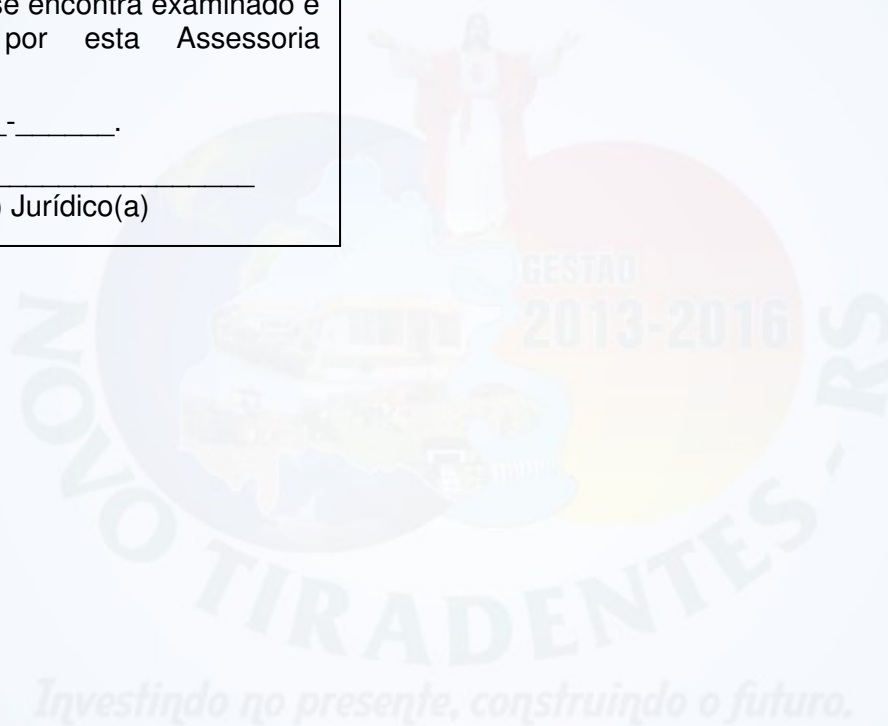 se encontra examinado e
por esta Assessoria
_-______.
________________
) Jurídico(a)
GESTÃO
2013-2016
NOVO TIRADENTES - RS
Investindo no presente, construindo o futuro.